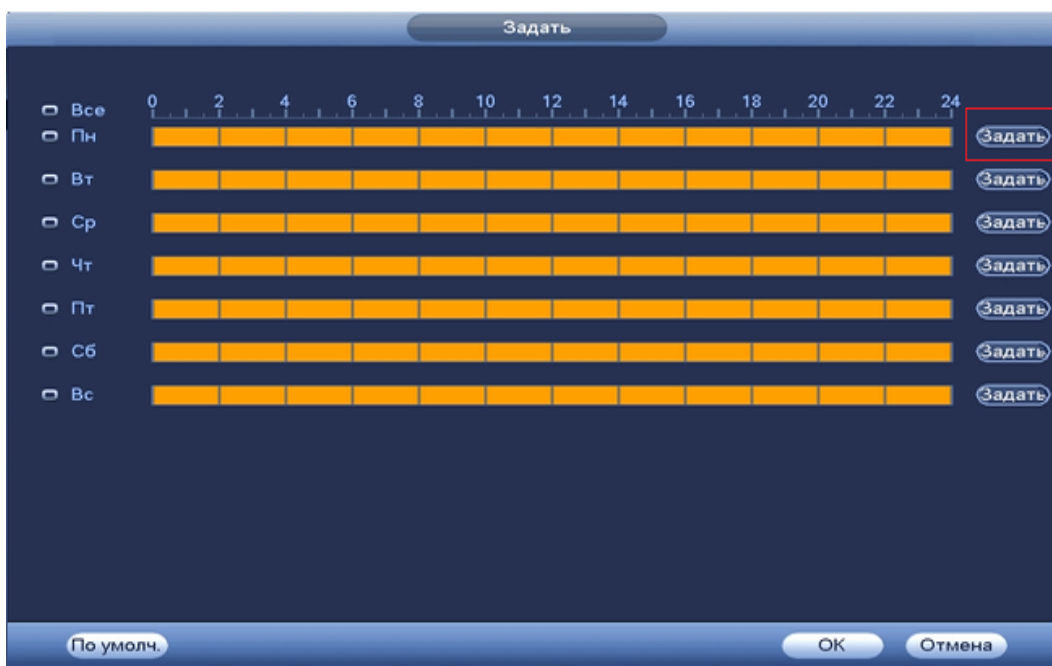 Задать
0 2 4 6 8 10 12 14 16 18 20 22 24
Все
Пн Задать
Вт Задать
Ср Задать
Чт Задать
Пт Задать
Сб Задать
Вс Задать
По умолч. OK Отмена